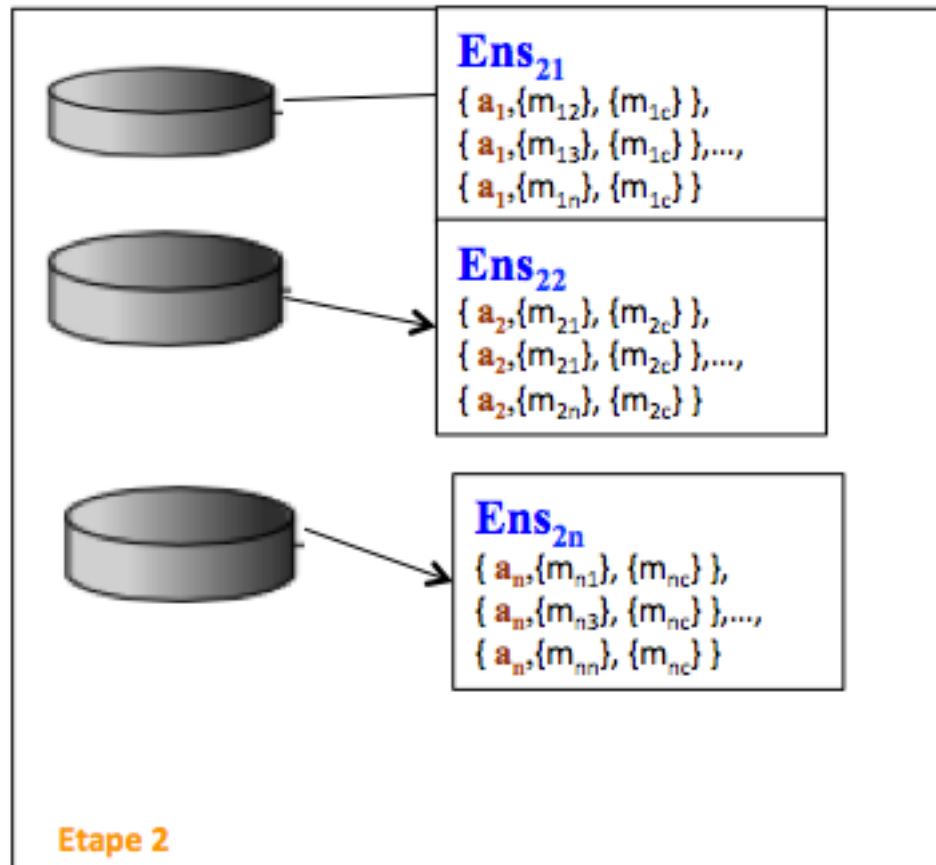 Ens₂₁
{ a₁,{m₁₂}, {m₁c} },
{ a₁,{m₁₃}, {m₁c} },...,
{ a₁,{m₁ₙ}, {m₁c} }
Ens₂₂
{ a₂,{m₂₁}, {m₂c} },
{ a₂,{m₂₁}, {m₂c} },...,
{ a₂,{m₂ₙ}, {m₂c} }
Ens₂ₙ
{ aₙ,{mₙ₁}, {mₙc} },
{ aₙ,{mₙ₃}, {mₙc} },...,
{ aₙ,{mₙₙ}, {mₙc} }
Etape 2